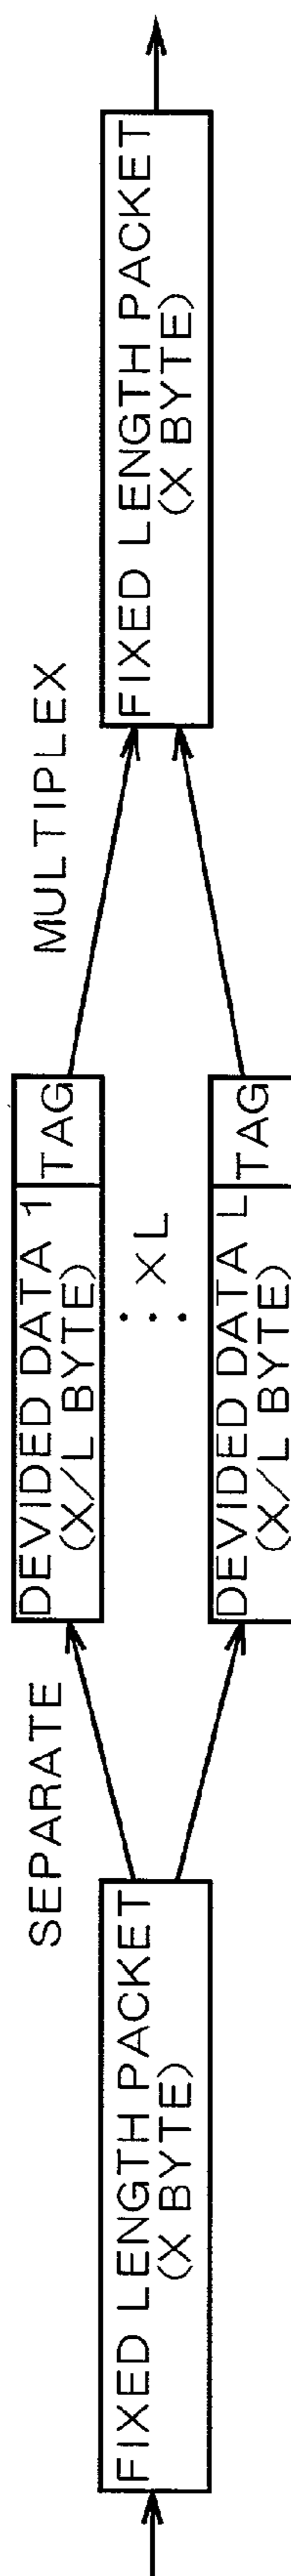 FIXED LENGTH PACKET
(X BYTE)
SEPARATE
DEVIDED DATA 1
(X/L BYTE)
TAG
XL
DEVIDED DATA L
(X/L BYTE)
TAG
MULTIPLEX
FIXED LENGTH PACKET
(X BYTE)